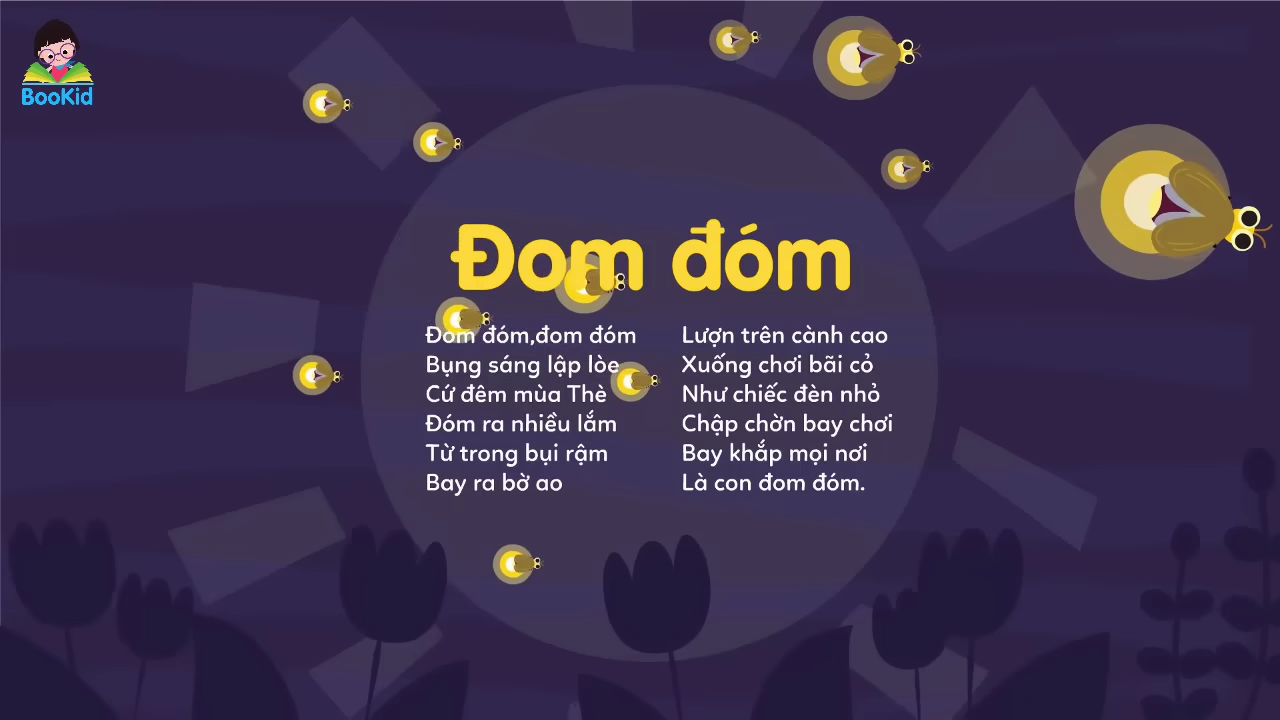 BooKid
Đom đóm
Đom đóm,đom đóm
Bụng sáng lập lòe
Cứ đêm mùa Thè
Đóm ra nhiều lắm
Từ trong bụi rậm
Bay ra bờ ao
Lượn trên cành cao
Xuống chơi bãi cỏ
Như chiếc đèn nhỏ
Chập chờn bay chơi
Bay khắp mọi nơi
Là con đom đóm.